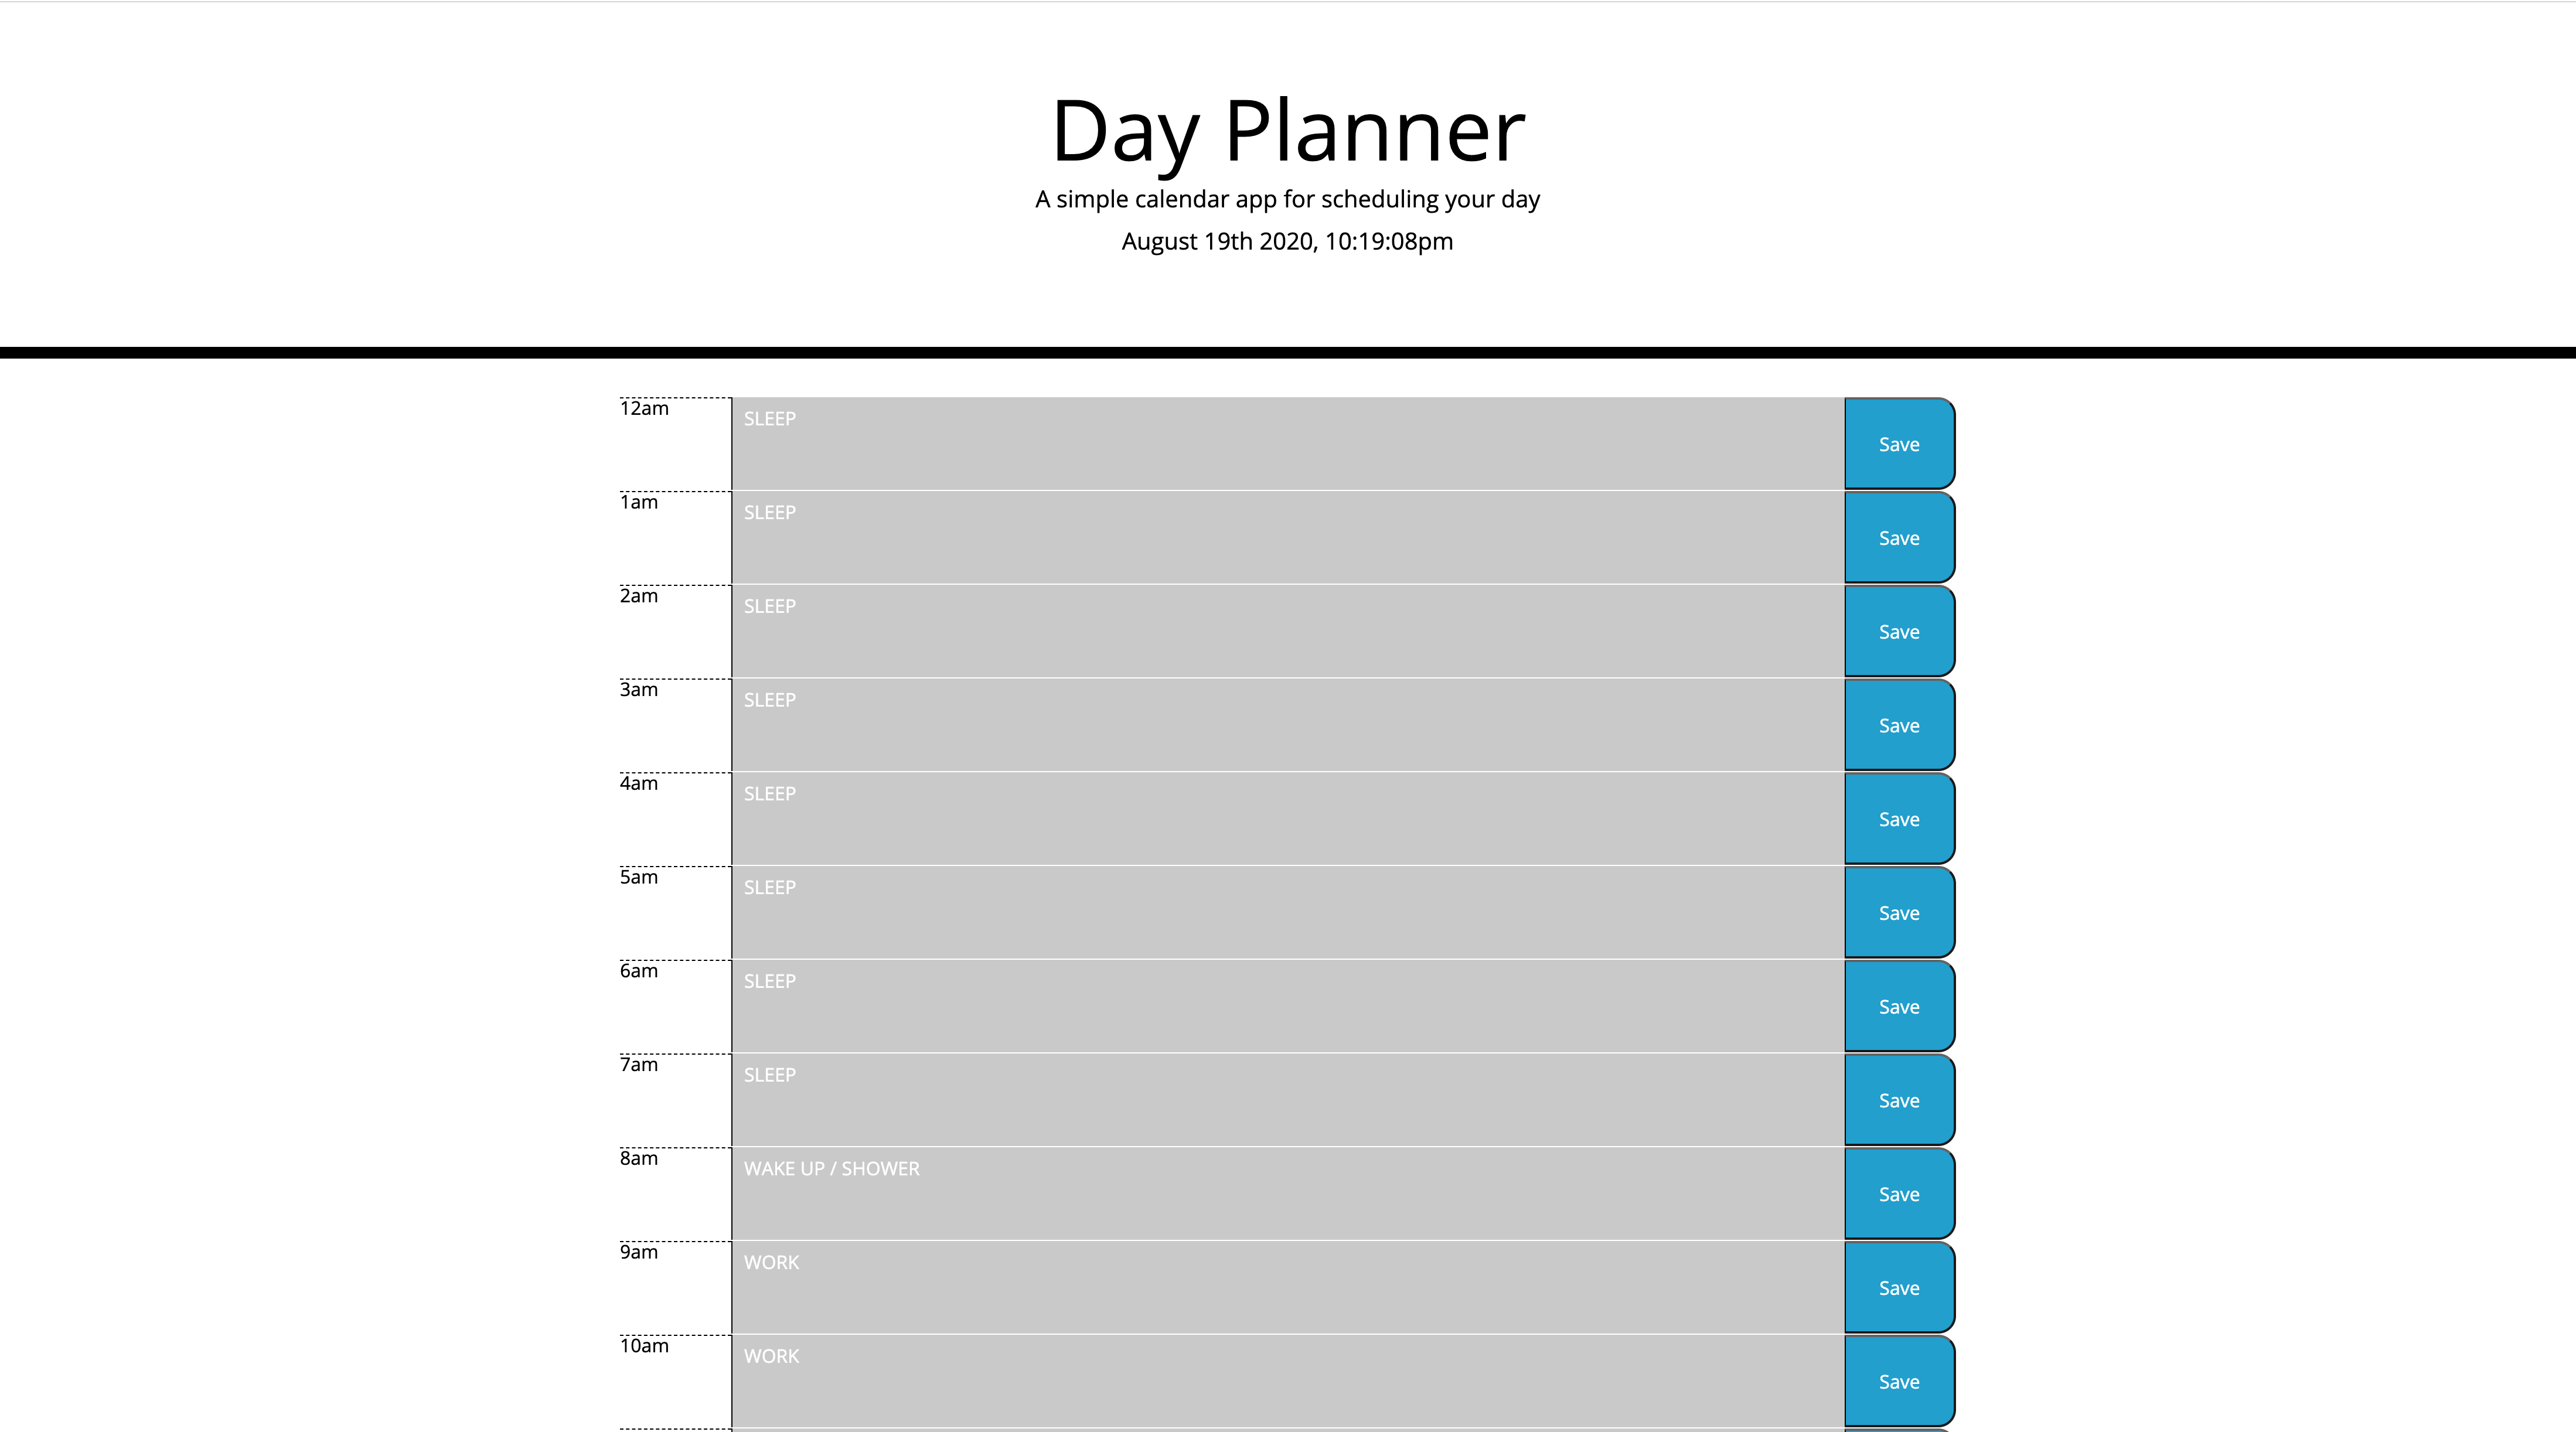 Day Planner
A simple calendar app for scheduling your day
August 19th 2020, 10:19:08pm
12am SLEEP Save
1am SLEEP Save
2am SLEEP Save
3am SLEEP Save
4am SLEEP Save
5am SLEEP Save
6am SLEEP Save
7am SLEEP Save
8am WAKE UP / SHOWER Save
9am WORK Save
10am WORK Save